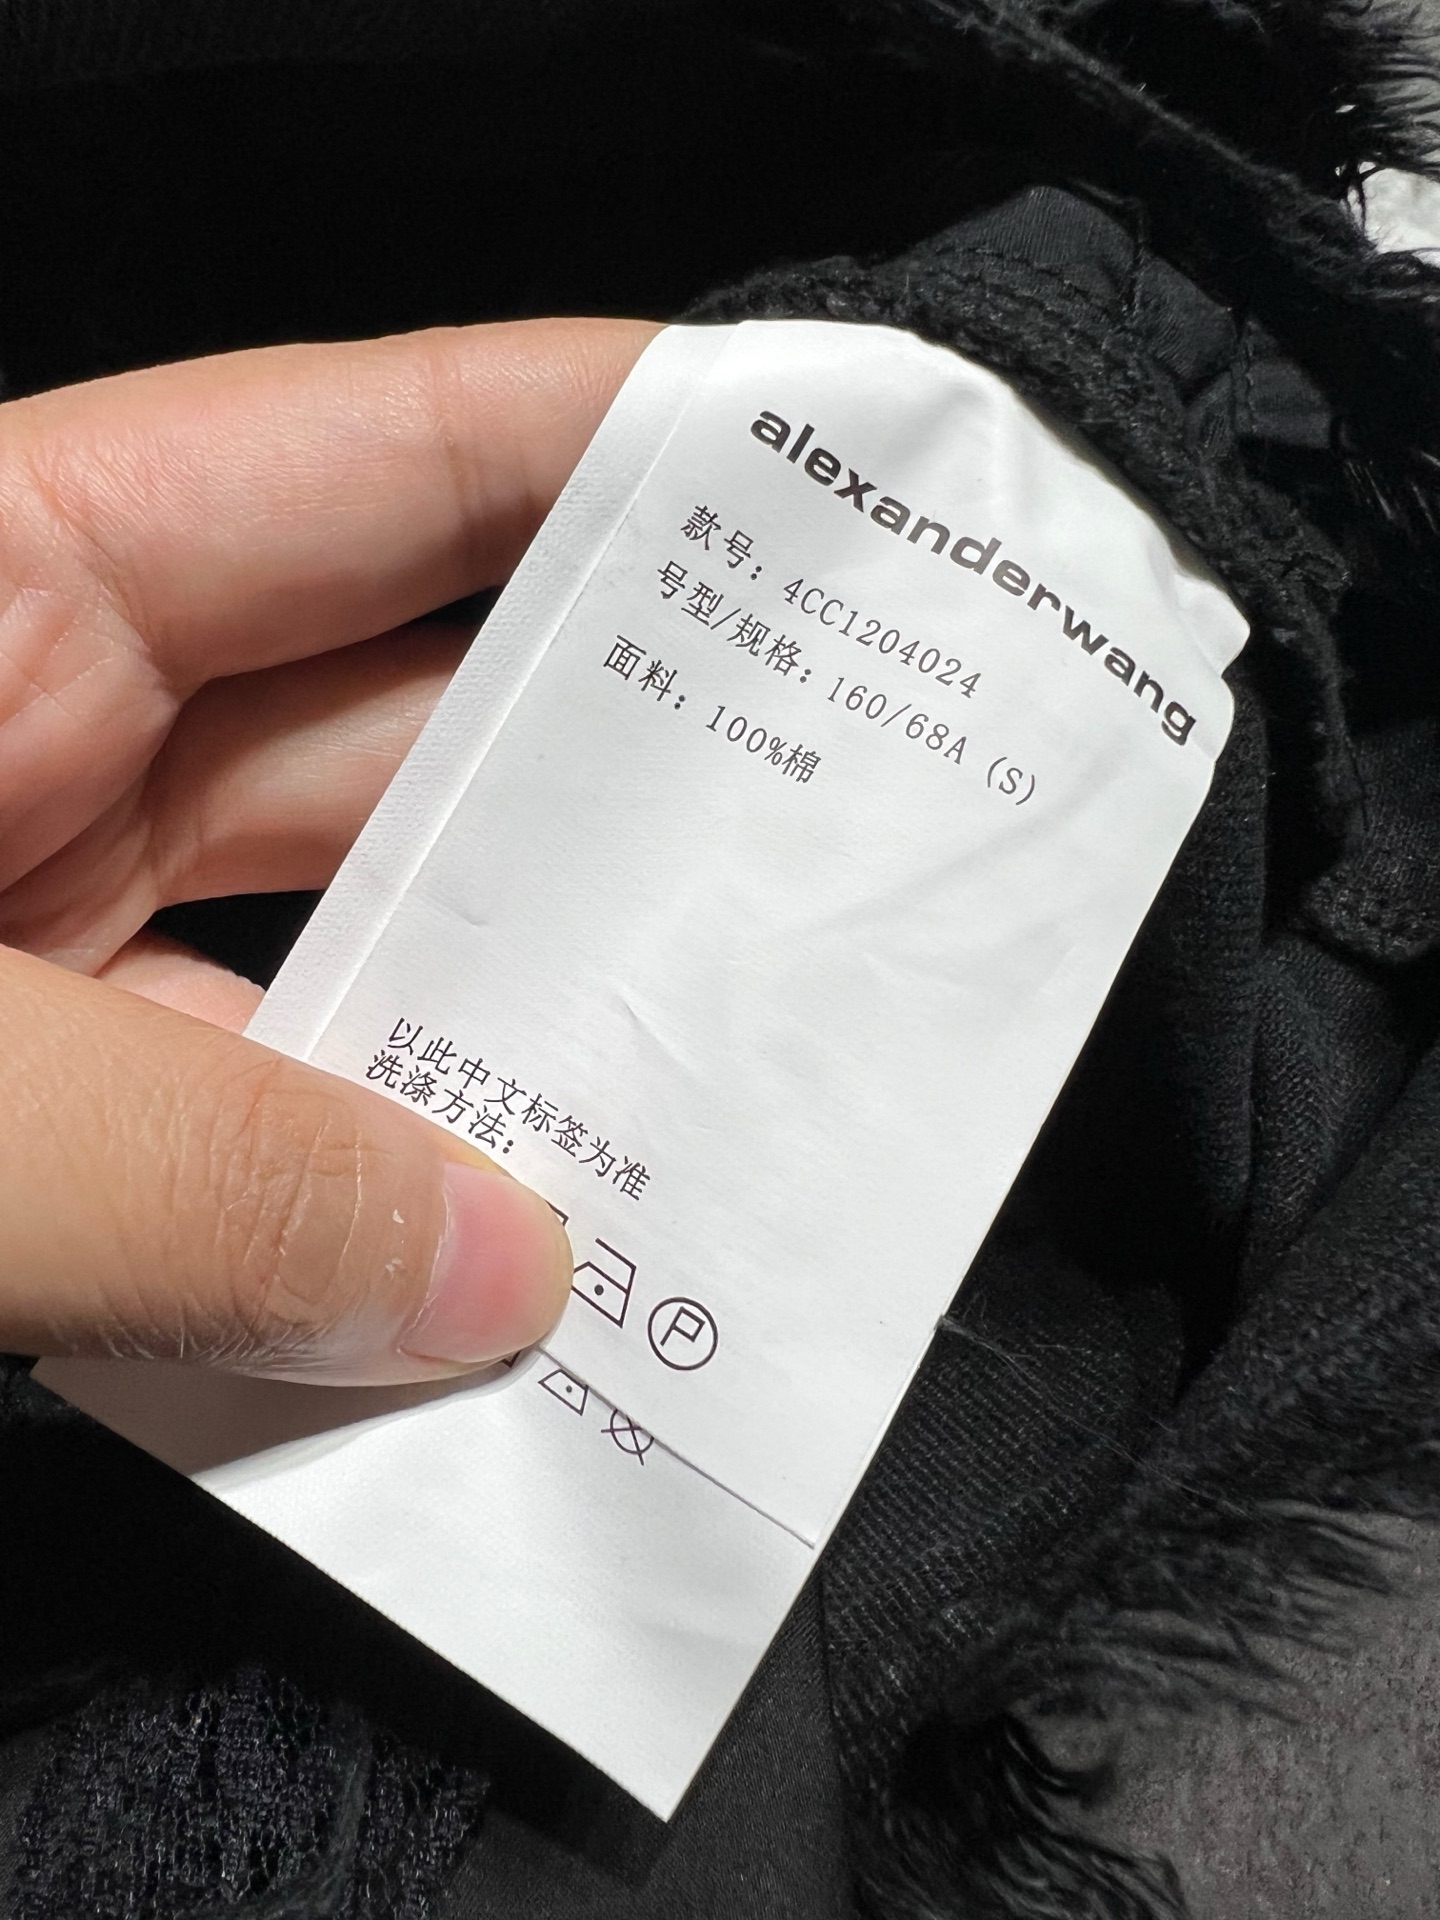 alexanderwang
款号: 4CC1204024
号型/规格: 160/68A (S)
面料: 100%棉
以此中文标签为准
洗涤方法:
P